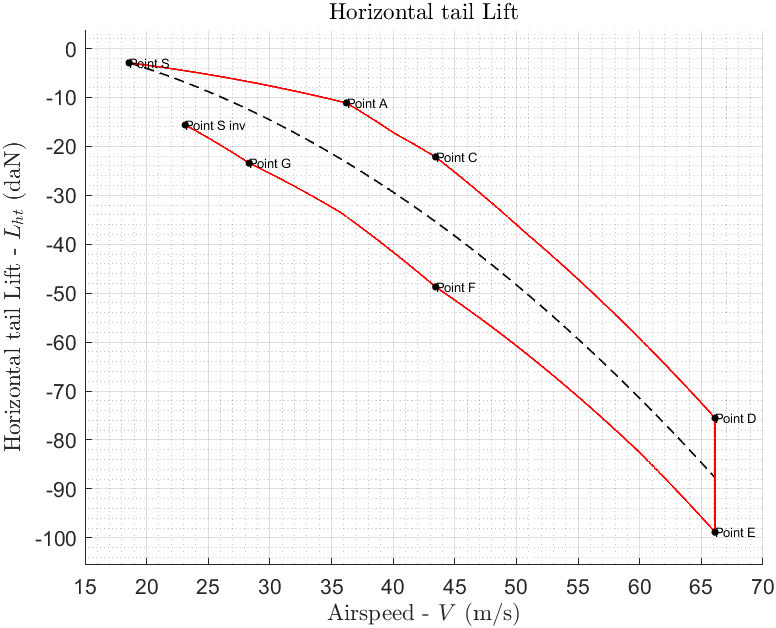 Horizontal tail Lift
Horizontal tail Lift - L_{ht} (daN)
0
-10
-20
-30
-40
-50
-60
-70
-80
-90
-100
Point S
Point A
Point S inv
Point C
Point G
Point F
Point D
Point E
15 20 25 30 35 40 45 50 55 60 65 70
Airspeed - V (m/s)